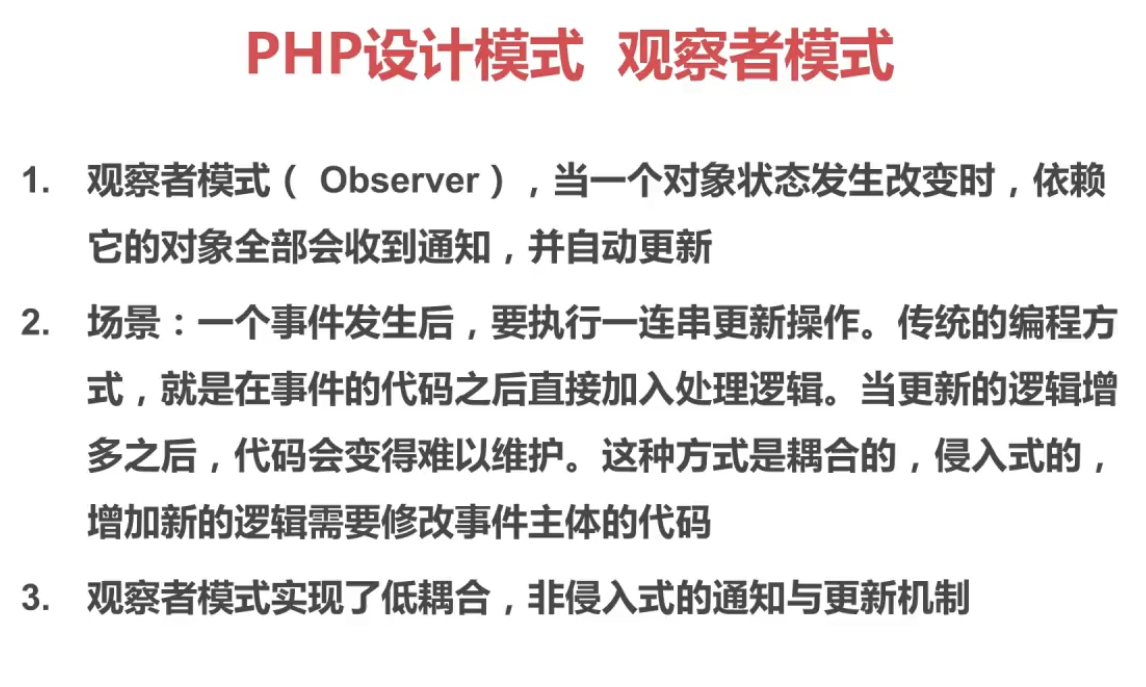 PHP设计模式 观察者模式
1. 观察者模式（ Observer ），当一个对象状态发生改变时，依赖
它的对象全部会收到通知，并自动更新
2. 场景：一个事件发生后，要执行一连串更新操作。传统的编程方
式，就是在事件的代码之后直接加入处理逻辑。当更新的逻辑增
多之后，代码会变得难以维护。这种方式是耦合的，侵入式的，
增加新的逻辑需要修改事件主体的代码
3. 观察者模式实现了低耦合，非侵入式的通知与更新机制